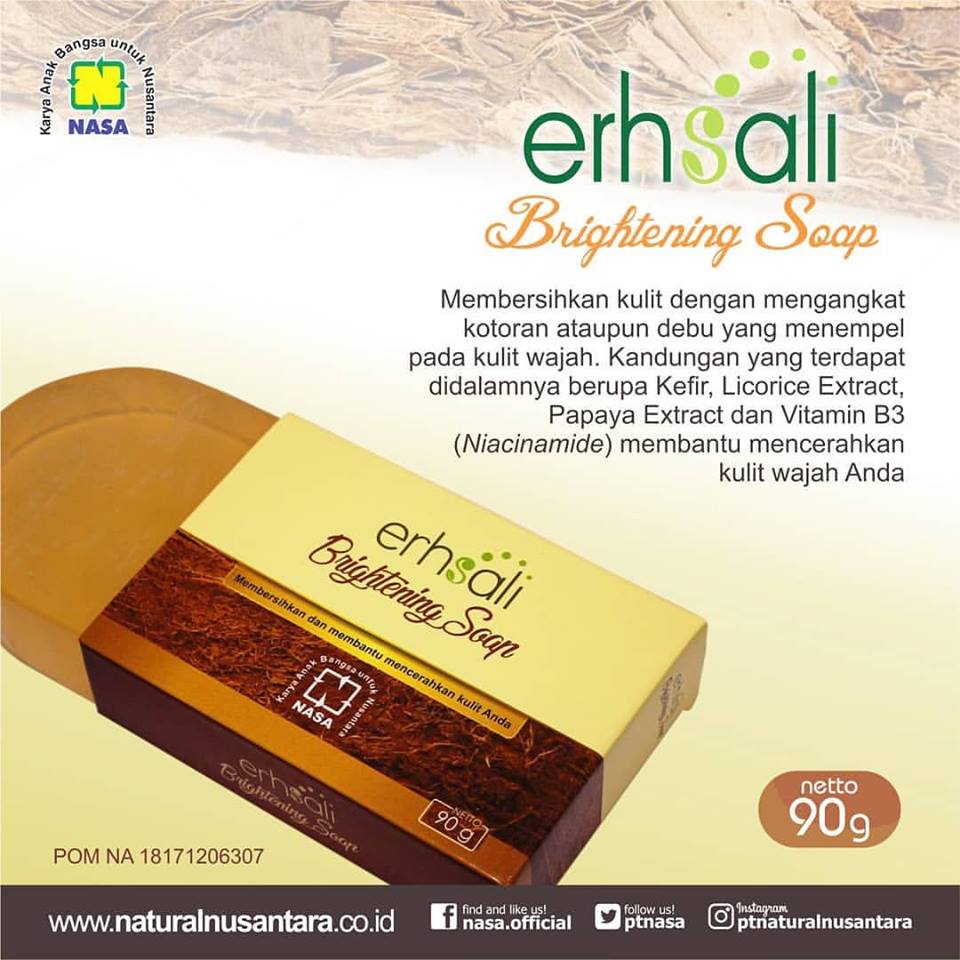 Karya Anak Bangsa untuk Nusantara
NASA
erhsali
Brightening Soap
Membersihkan kulit dengan mengangkat
kotoran ataupun debu yang menempel
pada kulit wajah. Kandungan yang terdapat
didalamnya berupa Kefir, Licorice Extract,
Papaya Extract dan Vitamin B3
(Niacinamide) membantu mencerahkan
kulit wajah Anda
erhsali
Brightening Soap
Membersihkan dan membantu mencerahkan kulit Anda
Karya Anak Bangsa untuk Nusantara
NASA
erhsali
Brightening Soap
NETTO
90 g
netto
90g
POM NA 18171206307
www.naturalnusantara.co.id
find and like us!
nasa.official
follow us!
ptnasa
Instagram
ptnaturalnusantara